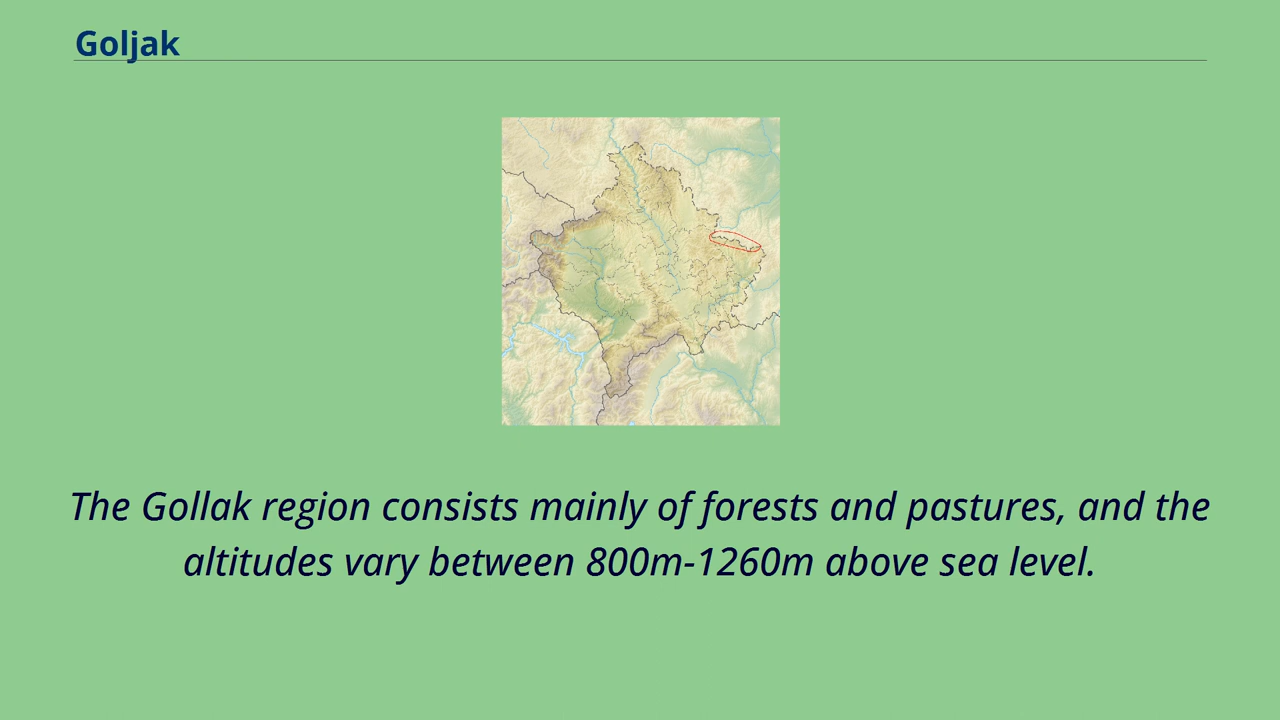 Goljak
The Gollak region consists mainly of forests and pastures, and the
altitudes vary between 800m-1260m above sea level.